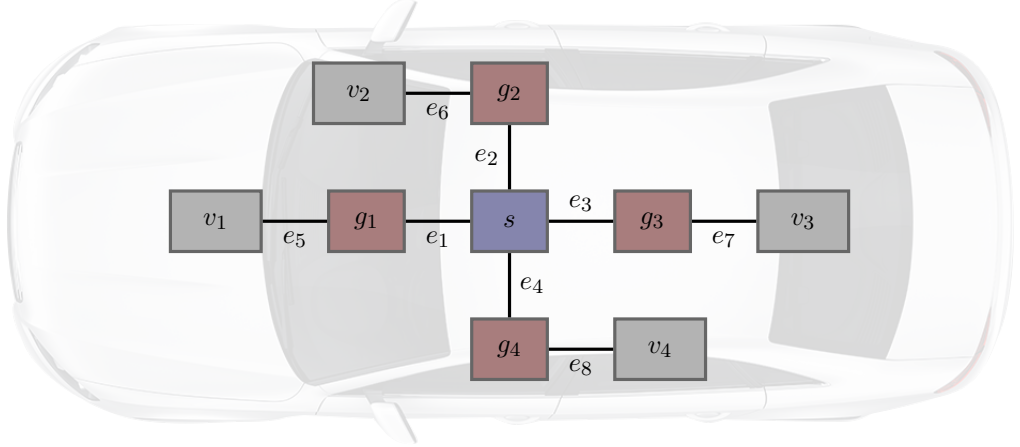 v₂ g₂
e₆
e₂
v₁ g₁ s e₃ g₃ v₃
e₅ e₁ e₇
e₄
g₄ v₄
e₈